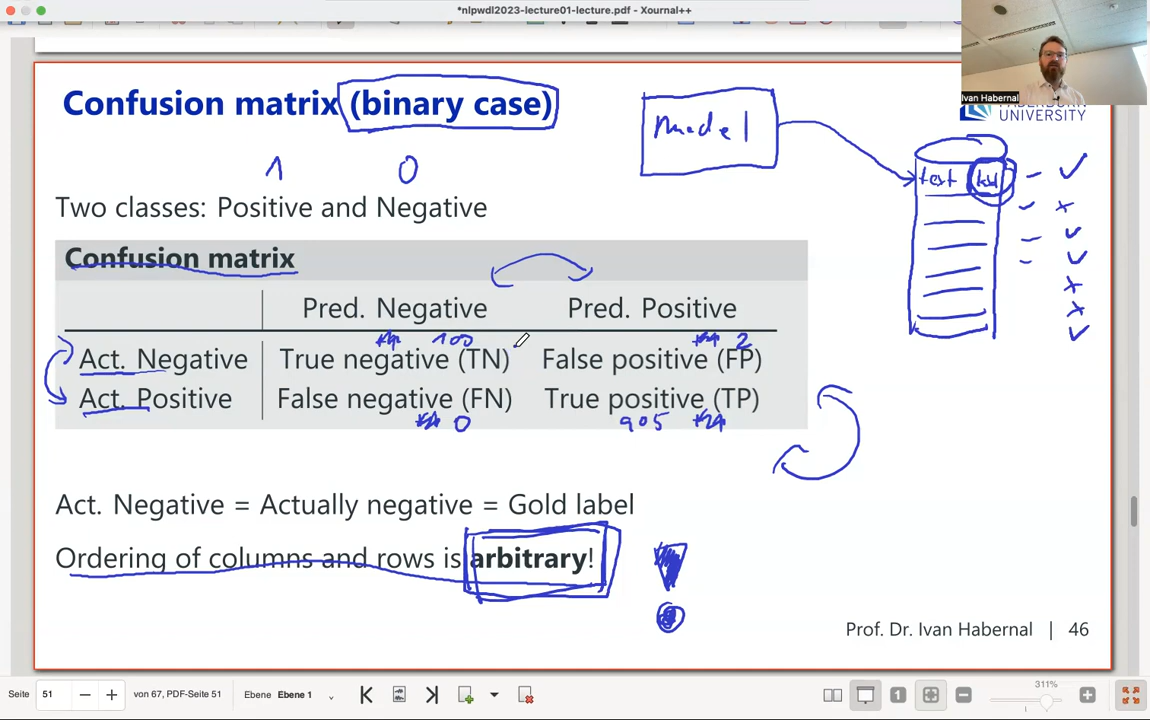 *nlpwdl2023-lecture01-lecture.pdf - Xournal++
Ivan Habernal
Confusion matrix (binary case)
model
UNIVERSITY
1 0
text lbl
Two classes: Positive and Negative
Confusion matrix
Pred. Negative Pred. Positive
100 2
Act. Negative True negative (TN) False positive (FP)
Act. Positive False negative (FN) True positive (TP)
0 905
Act. Negative = Actually negative = Gold label
Ordering of columns and rows is arbitrary!
!
Prof. Dr. Ivan Habernal | 46
Seite 51 von 67, PDF-Seite 51 Ebene Ebene 1 1 311%